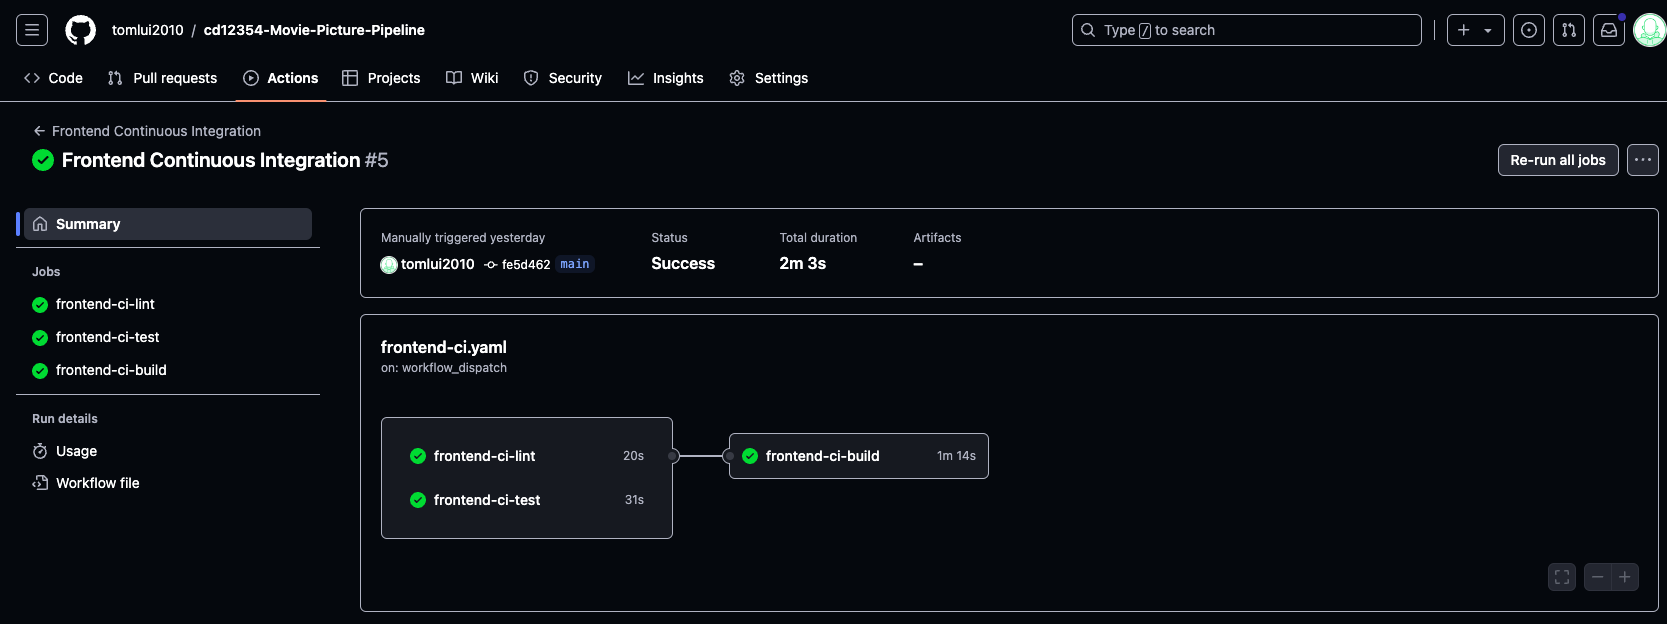 tomlui2010 / cd12354-Movie-Picture-Pipeline
Type / to search
Code Pull requests Actions Projects Wiki Security Insights Settings
Frontend Continuous Integration
Frontend Continuous Integration #5
Re-run all jobs
Summary
Jobs
frontend-ci-lint
frontend-ci-test
frontend-ci-build
Run details
Usage
Workflow file
Manually triggered yesterday
tomlui2010 fe5d462 main
Status
Success
Total duration
2m 3s
Artifacts
–
frontend-ci.yaml
on: workflow_dispatch
frontend-ci-lint 20s
frontend-ci-test 31s
frontend-ci-build 1m 14s